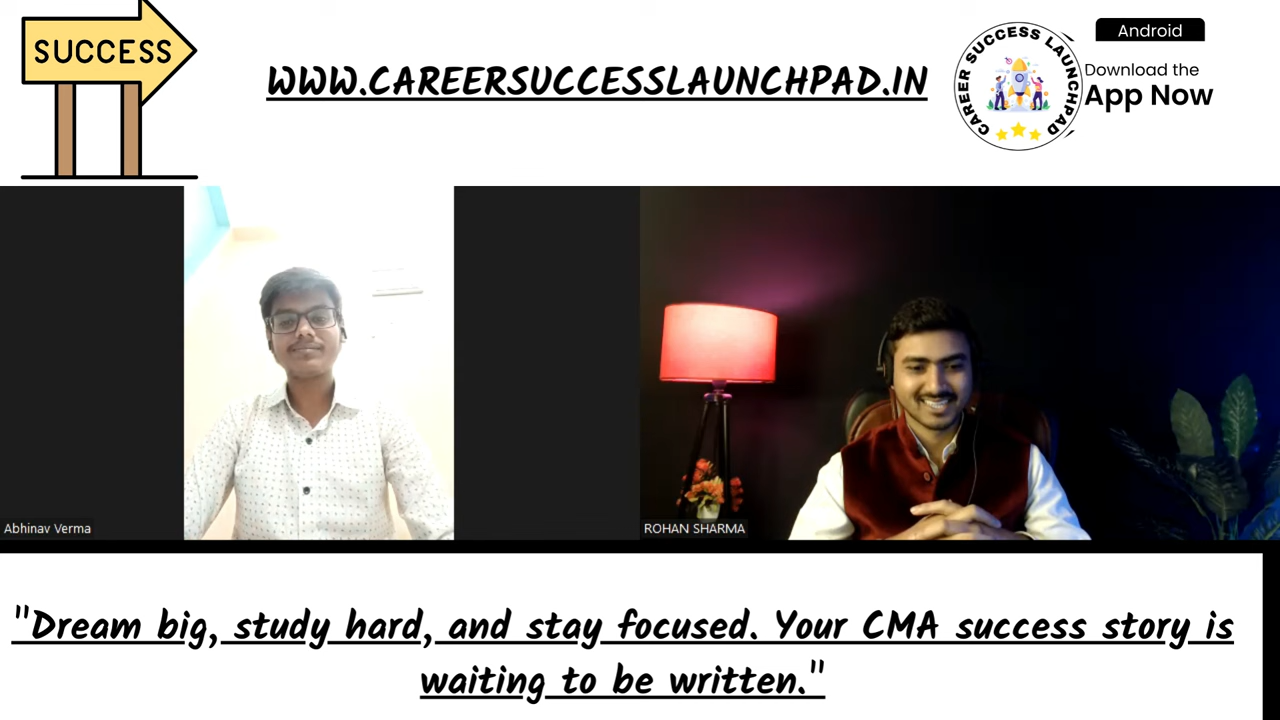 SUCCESS
WWW.CAREERSUCCESSLAUNCHPAD.IN
CAREER SUCCESS LAUNCHPAD
Android
Download the
App Now
Abhinav Verma
ROHAN SHARMA
"Dream big, study hard, and stay focused. Your CMA success story is
waiting to be written."